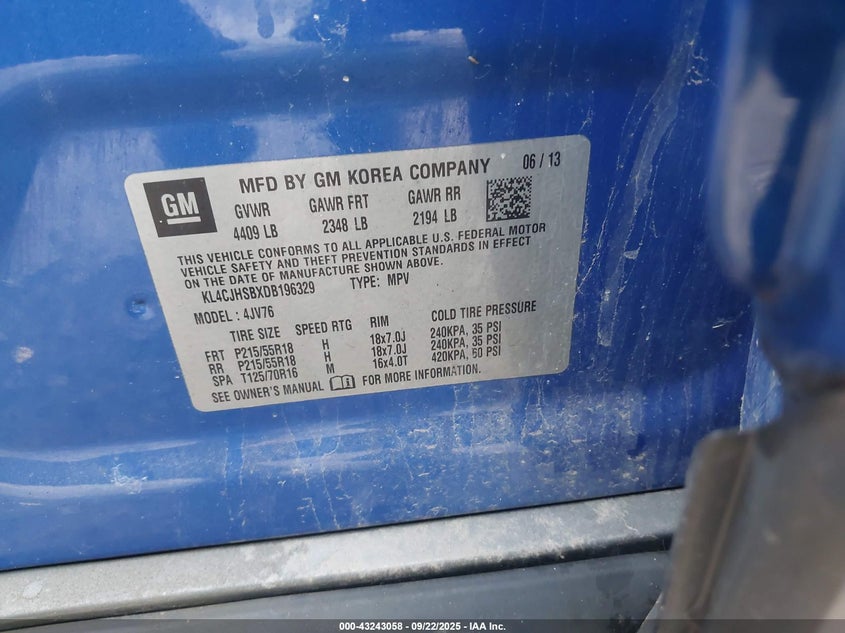 GM
MFD BY GM KOREA COMPANY 06 / 13
GVWR GAWR FRT GAWR RR
4409 LB 2348 LB 2194 LB
THIS VEHICLE CONFORMS TO ALL APPLICABLE U.S. FEDERAL MOTOR
VEHICLE SAFETY AND THEFT PREVENTION STANDARDS IN EFFECT
ON THE DATE OF MANUFACTURE SHOWN ABOVE.
KL4CJHSBXDB196329 TYPE: MPV
MODEL : 4JV76
TIRE SIZE SPEED RTG RIM COLD TIRE PRESSURE
FRT P215/55R18 H 18x7.0J 240KPA, 35 PSI
RR P215/55R18 H 18x7.0J 240KPA, 35 PSI
SPA T125/70R16 M 16x4.0T 420KPA, 60 PSI
SEE OWNER'S MANUAL FOR MORE INFORMATION.
000-43243058 - 09/22/2025 - IAA Inc.